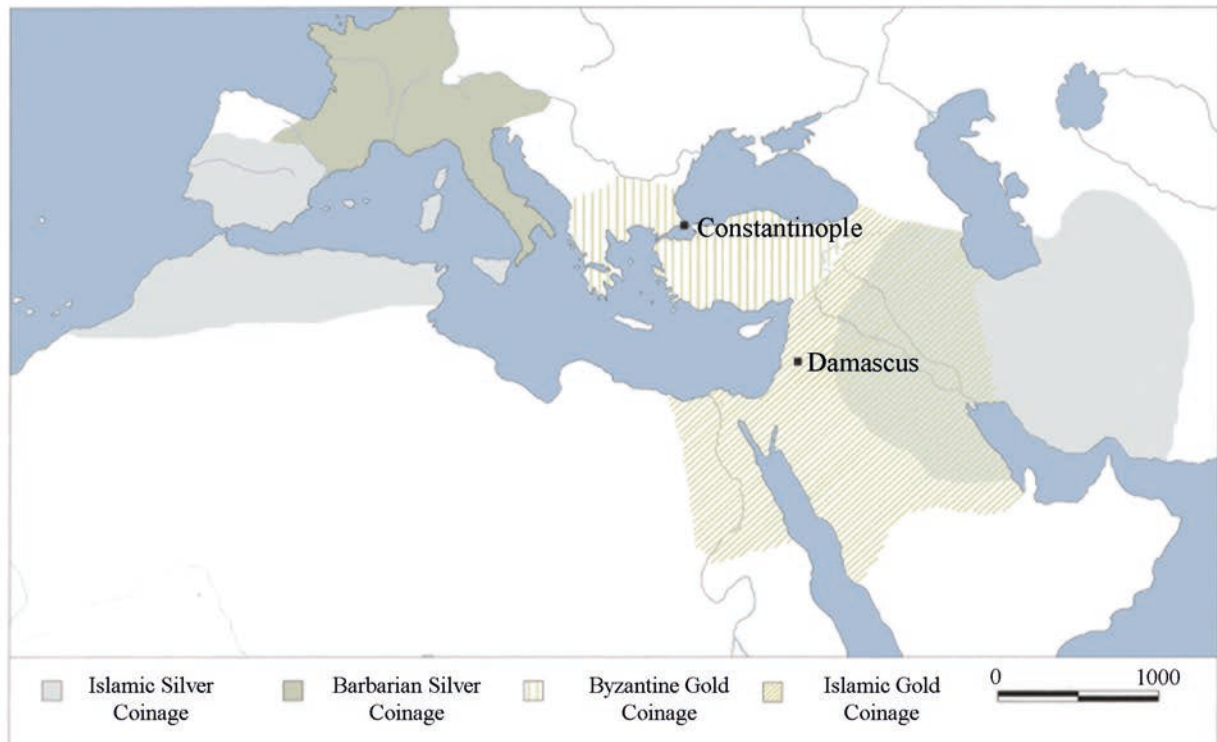 Constantinople
Damascus
Islamic Silver
Coinage
Barbarian Silver
Coinage
Byzantine Gold
Coinage
Islamic Gold
Coinage
0 1000